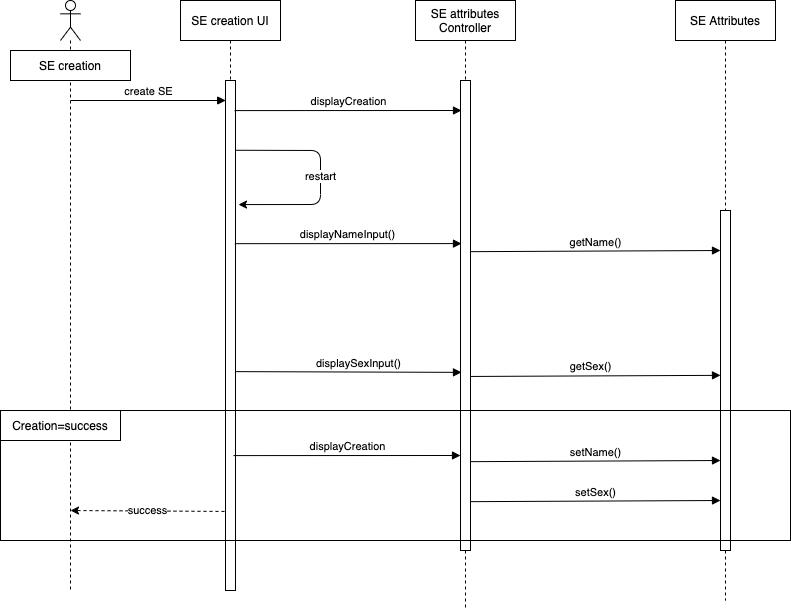 SE creation UI
SE attributes
Controller
SE Attributes
SE creation
create SE
displayCreation
restart
displayNameInput()
getName()
displaySexInput()
getSex()
Creation=success
displayCreation
setName()
setSex()
success